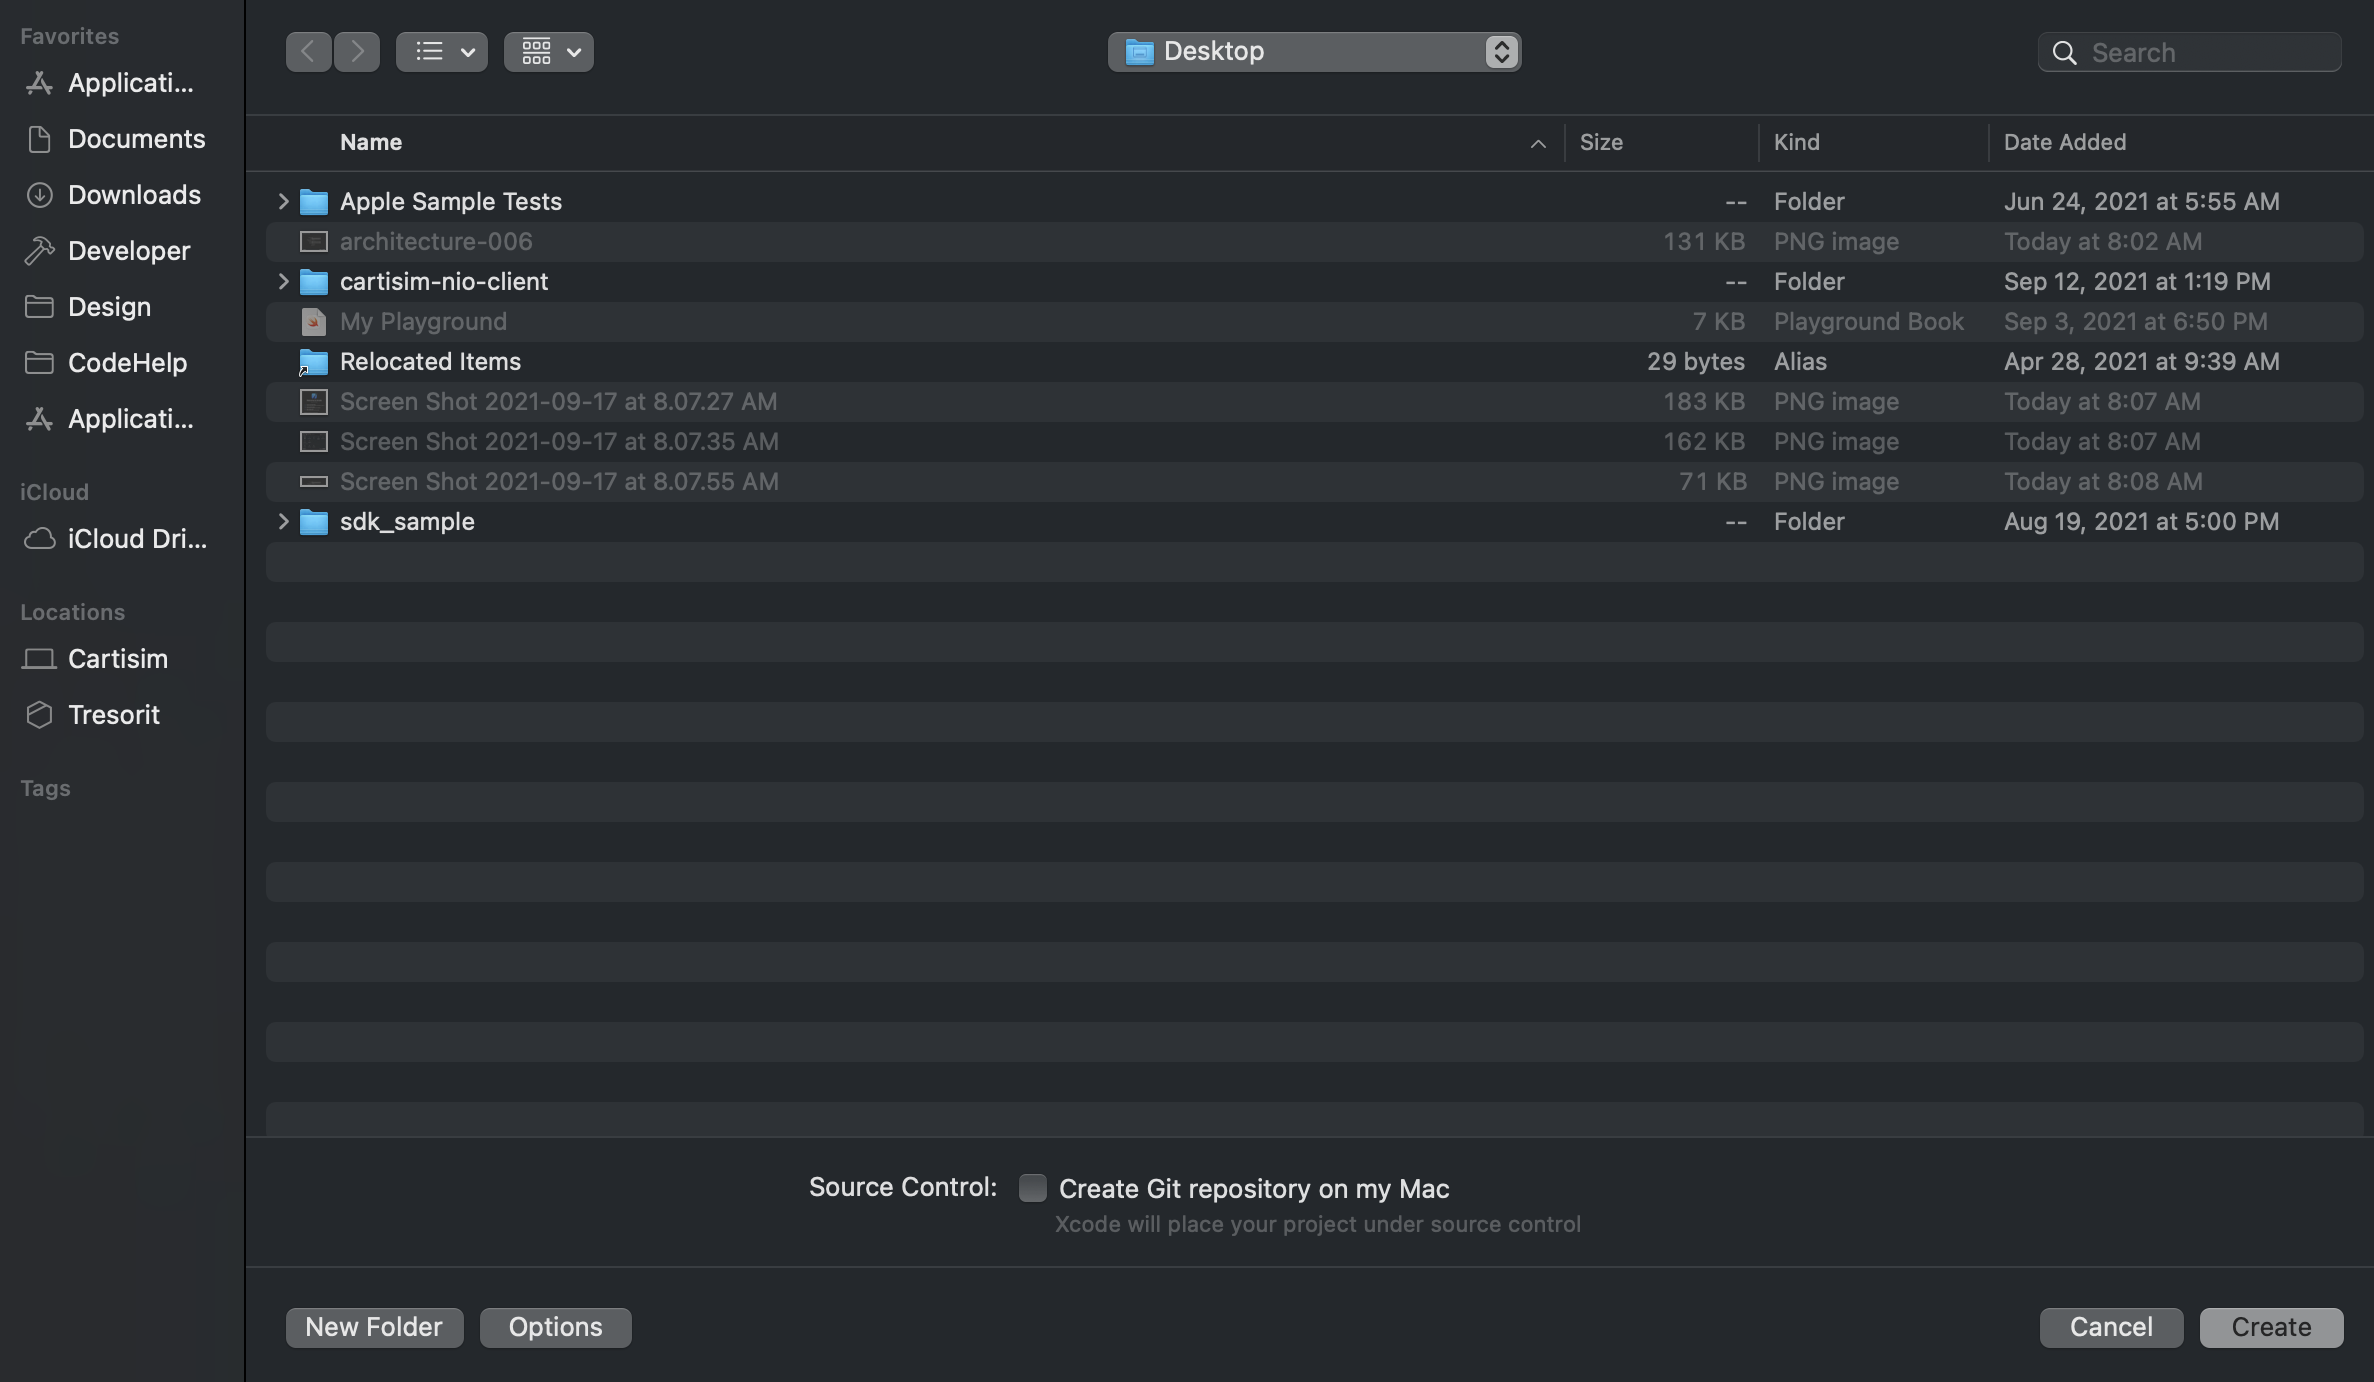 Favorites
Applicati...
Documents
Downloads
Developer
Design
CodeHelp
Applicati...
iCloud
iCloud Dri...
Locations
Cartisim
Tresorit
Tags
Desktop
Search
Name Size Kind Date Added
Apple Sample Tests -- Folder Jun 24, 2021 at 5:55 AM
architecture-006 131 KB PNG image Today at 8:02 AM
cartisim-nio-client -- Folder Sep 12, 2021 at 1:19 PM
My Playground 7 KB Playground Book Sep 3, 2021 at 6:50 PM
Relocated Items 29 bytes Alias Apr 28, 2021 at 9:39 AM
Screen Shot 2021-09-17 at 8.07.27 AM 183 KB PNG image Today at 8:07 AM
Screen Shot 2021-09-17 at 8.07.35 AM 162 KB PNG image Today at 8:07 AM
Screen Shot 2021-09-17 at 8.07.55 AM 71 KB PNG image Today at 8:08 AM
sdk_sample -- Folder Aug 19, 2021 at 5:00 PM
Source Control: Create Git repository on my Mac
Xcode will place your project under source control
New Folder Options Cancel Create